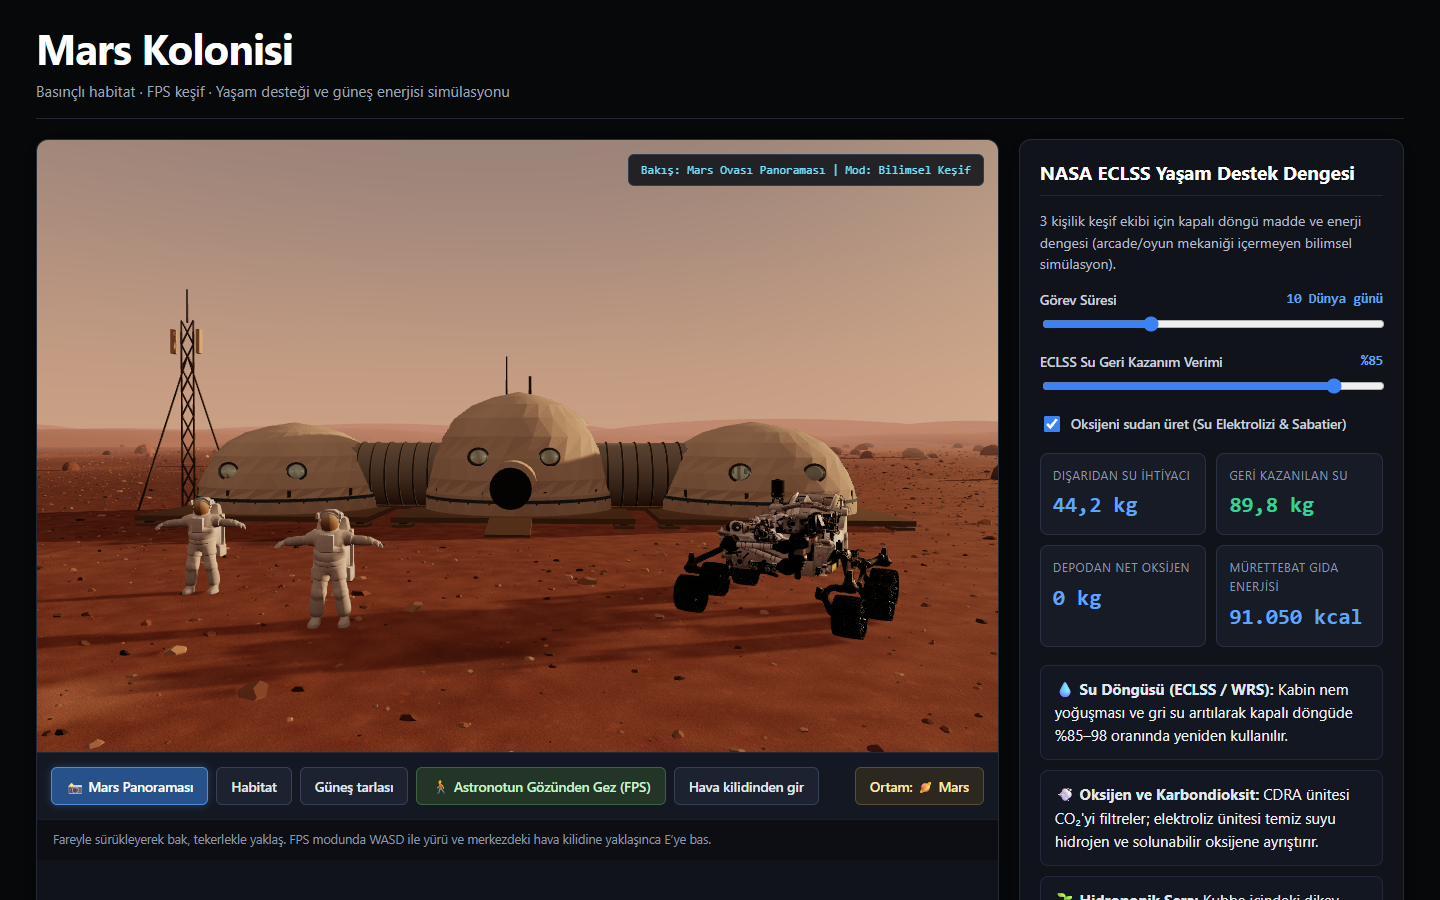 Mars Kolonisi
Basınçlı habitat · FPS keşif · Yaşam desteği ve güneş enerjisi simülasyonu
Bakış: Mars Ovası Panoraması | Mod: Bilimsel Keşif
📸 Mars Panoraması
Habitat
Güneş tarlası
🚶 Astronotun Gözünden Gez (FPS)
Hava kilidinden gir
Ortam: 🪐 Mars
Fareyle sürükleyerek bak, tekerlekle yaklaş. FPS modunda WASD ile yürü ve merkezdeki hava kilidine yaklaşınca E'ye bas.
NASA ECLSS Yaşam Destek Dengesi
3 kişilik keşif ekibi için kapalı döngü madde ve enerji
dengesi (arcade/oyun mekaniği içermeyen bilimsel
simülasyon).
Görev Süresi
10 Dünya günü
ECLSS Su Geri Kazanım Verimi
%85
Oksijeni sudan üret (Su Elektrolizi & Sabatier)
DIŞARIDAN SU İHTİYACI
44,2 kg
GERİ KAZANILAN SU
89,8 kg
DEPODAN NET OKSİJEN
0 kg
MÜRETTEBAT GIDA
ENERJİSİ
91.050 kcal
💧 Su Döngüsü (ECLSS / WRS): Kabin nem
yoğuşması ve gri su arıtılarak kapalı döngüde
%85–98 oranında yeniden kullanılır.
Oksijen ve Karbondioksit: CDRA ünitesi
CO₂'yi filtreler; elektroliz ünitesi temiz suyu
hidrojen ve solunabilir oksijene ayrıştırır.
🌱 Hidroponik Sera: Kubbe içindeki dikey